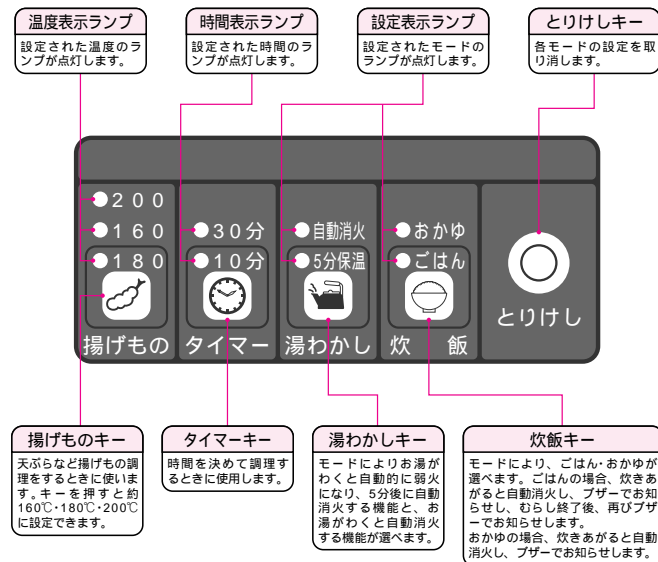 温度表示ランプ
設定された温度のラ
ンプが点灯します。
時間表示ランプ
設定された時間のラ
ンプが点灯します。
設定表示ランプ
設定されたモードの
ランプが点灯します。
とりけしキー
各モードの設定を取
り消します。
200
160
180
揚げもの
30分
10分
タイマー
自動消火
5分保温
湯わかし
おかゆ
ごはん
炊 飯
とりけし
揚げものキー
天ぷらなど揚げもの調
理をするときに使いま
す。キーを押すと約
160℃・180℃・200℃
に設定できます。
タイマーキー
時間を決めて調理す
るときに使用します。
湯わかしキー
モードによりお湯が
わくと自動的に弱火
になり、5分後に自動
消火する機能と、お
湯がわくと自動消火
する機能が選べます。
炊飯キー
モードにより、ごはん・おかゆが
選べます。ごはんの場合、炊きあ
がると自動消火し、ブザーでお知
らせし、むらし終了後、再びブザ
ーでお知らせします。
おかゆの場合、炊きあがると自動
消火し、ブザーでお知らせします。